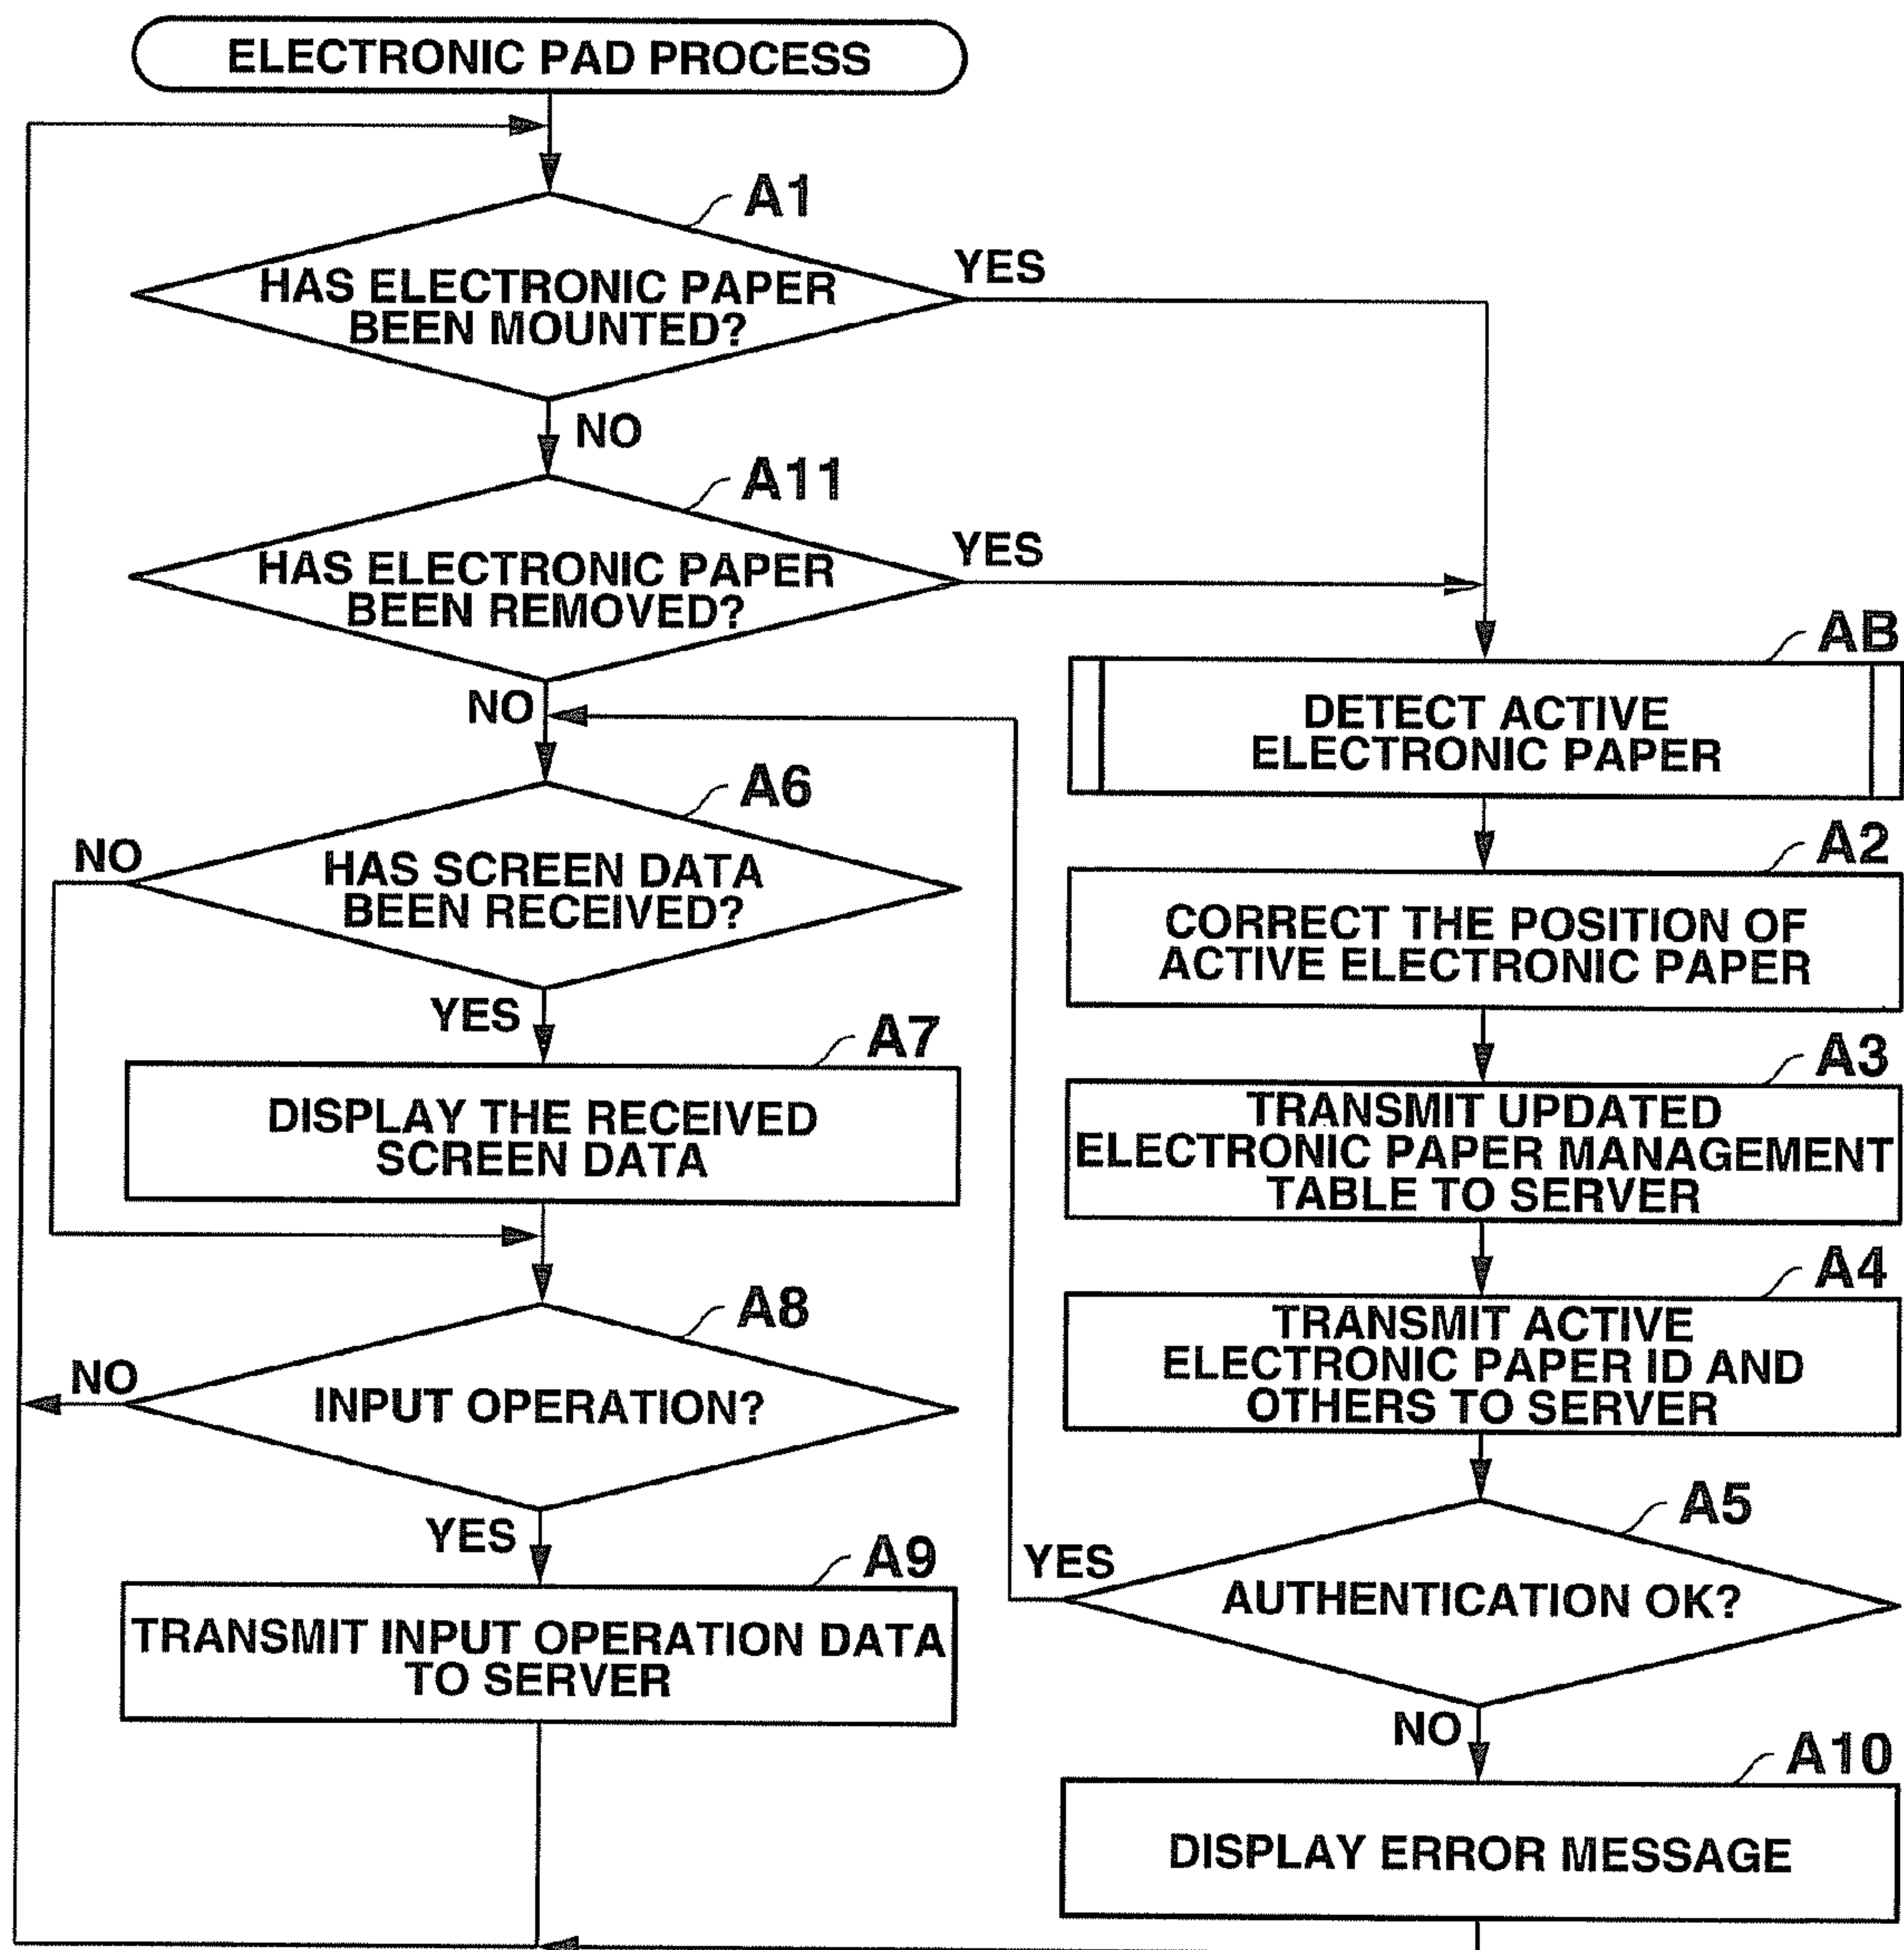 ELECTRONIC PAD PROCESS
A1
HAS ELECTRONIC PAPER
BEEN MOUNTED?
YES
NO
A11
HAS ELECTRONIC PAPER
BEEN REMOVED?
YES
NO
A6
HAS SCREEN DATA
BEEN RECEIVED?
NO
YES
A7
DISPLAY THE RECEIVED
SCREEN DATA
A8
INPUT OPERATION?
NO
YES
A9
TRANSMIT INPUT OPERATION DATA
TO SERVER
AB
DETECT ACTIVE
ELECTRONIC PAPER
A2
CORRECT THE POSITION OF
ACTIVE ELECTRONIC PAPER
A3
TRANSMIT UPDATED
ELECTRONIC PAPER MANAGEMENT
TABLE TO SERVER
A4
TRANSMIT ACTIVE
ELECTRONIC PAPER ID AND
OTHERS TO SERVER
A5
AUTHENTICATION OK?
YES
NO
A10
DISPLAY ERROR MESSAGE